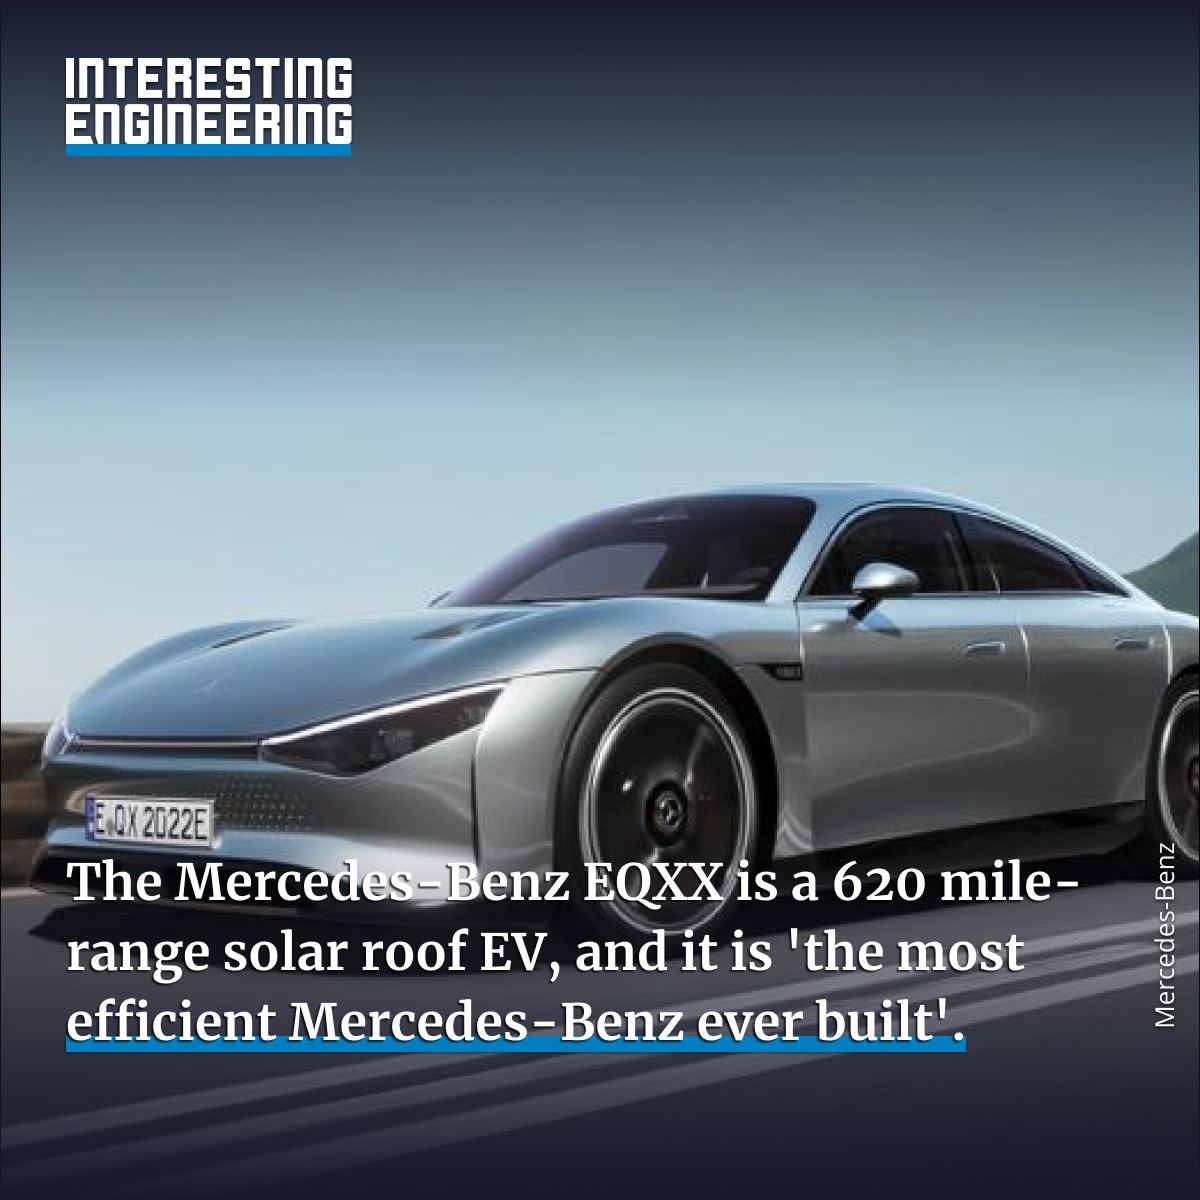 INTERESTING
ENGINEERING
E QX 2022E
The Mercedes-Benz EQXX is a 620 mile-
range solar roof EV, and it is 'the most
efficient Mercedes-Benz ever built'.
Mercedes-Benz